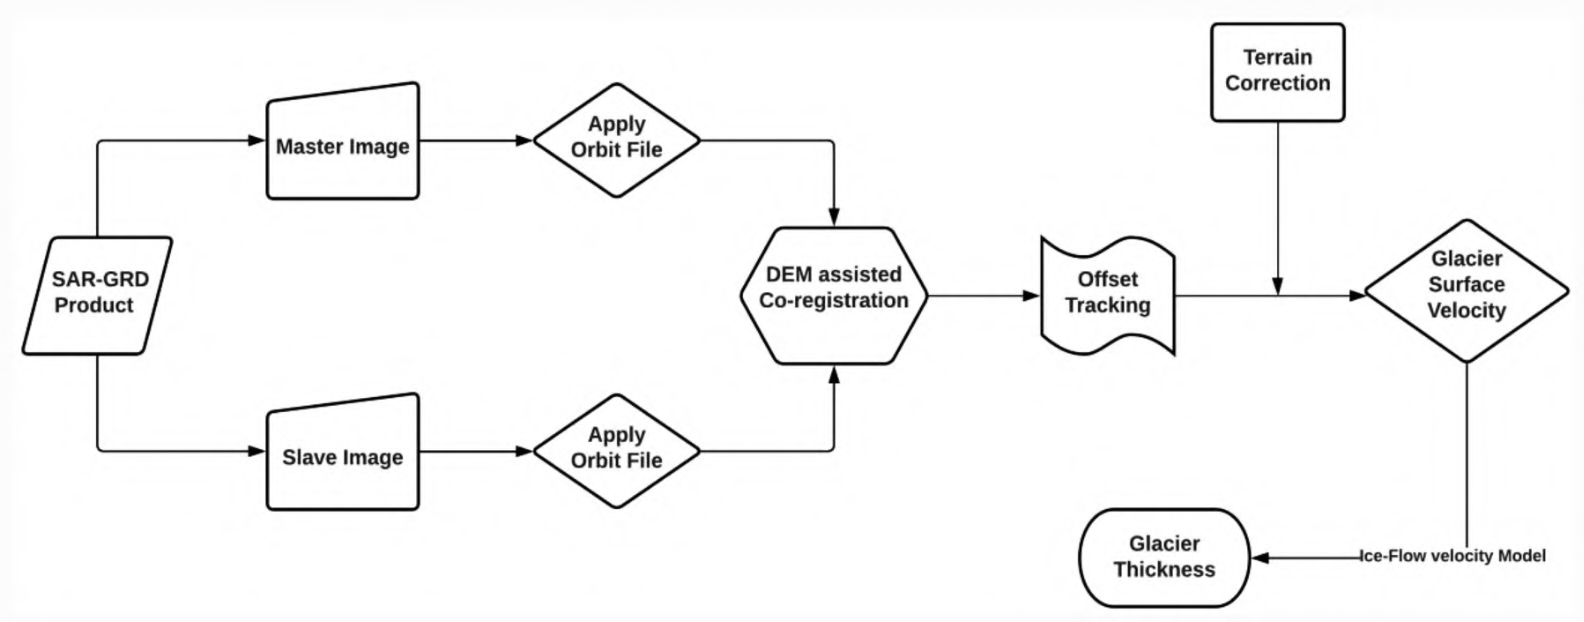 Terrain
Correction
Master Image
Apply
Orbit File
SAR-GRD
Product
DEM assisted
Co-registration
Offset
Tracking
Glacier
Surface
Velocity
Slave Image
Apply
Orbit File
Glacier
Thickness
Ice-Flow velocity Model